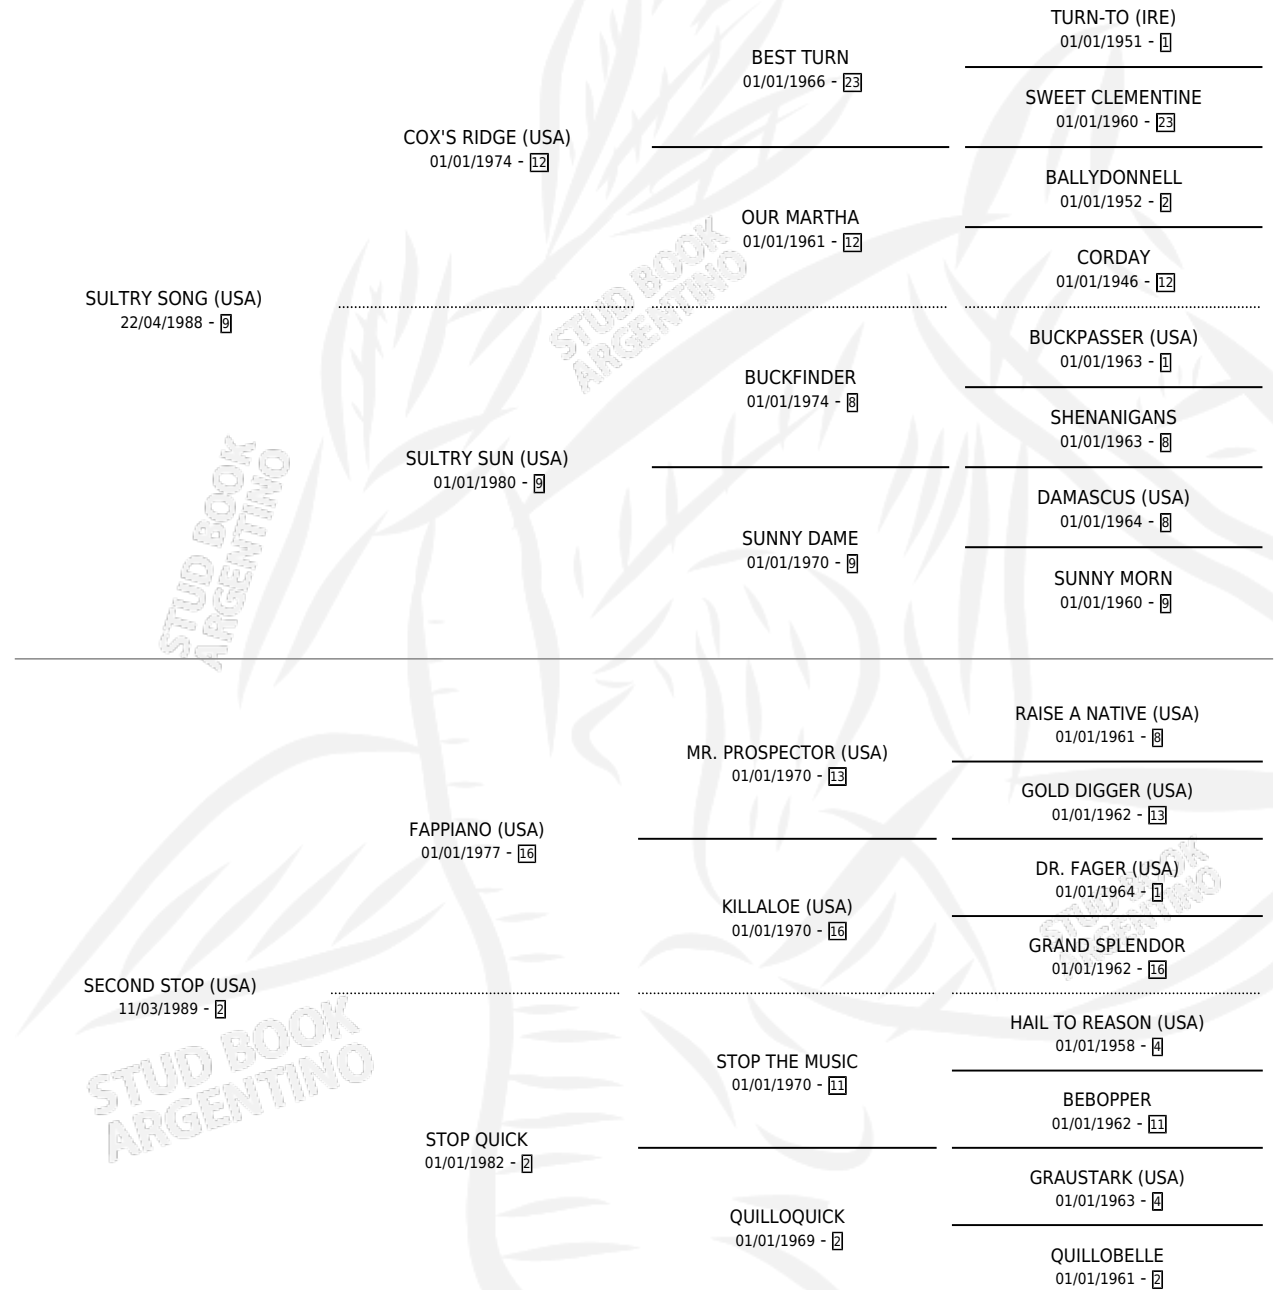 TURN-TO (IRE)
01/01/1951 - 1
BEST TURN
01/01/1966 - 23
SWEET CLEMENTINE
01/01/1960 - 23
COX'S RIDGE (USA)
01/01/1974 - 12
BALLYDONNELL
01/01/1952 - 2
OUR MARTHA
01/01/1961 - 12
CORDAY
01/01/1946 - 12
SULTRY SONG (USA)
22/04/1988 - 9
BUCKPASSER (USA)
01/01/1963 - 1
BUCKFINDER
01/01/1974 - 8
SHENANIGANS
01/01/1963 - 8
SULTRY SUN (USA)
01/01/1980 - 9
DAMASCUS (USA)
01/01/1964 - 8
SUNNY DAME
01/01/1970 - 9
SUNNY MORN
01/01/1960 - 9
RAISE A NATIVE (USA)
01/01/1961 - 8
MR. PROSPECTOR (USA)
01/01/1970 - 13
GOLD DIGGER (USA)
01/01/1962 - 13
FAPPIANO (USA)
01/01/1977 - 16
DR. FAGER (USA)
01/01/1964 - 1
KILLALOE (USA)
01/01/1970 - 16
GRAND SPLENDOR
01/01/1962 - 16
SECOND STOP (USA)
11/03/1989 - 2
HAIL TO REASON (USA)
01/01/1958 - 4
STOP THE MUSIC
01/01/1970 - 11
BEBOPPER
01/01/1962 - 11
STOP QUICK
01/01/1982 - 2
GRAUSTARK (USA)
01/01/1963 - 4
QUILLOQUICK
01/01/1969 - 2
QUILLOBELLE
01/01/1961 - 2
STUD BOOK
ARGENTINO
STUD BOOK
ARGENTINO
STUD BOOK
ARGENTINO
STUD BOOK
ARGENTINO